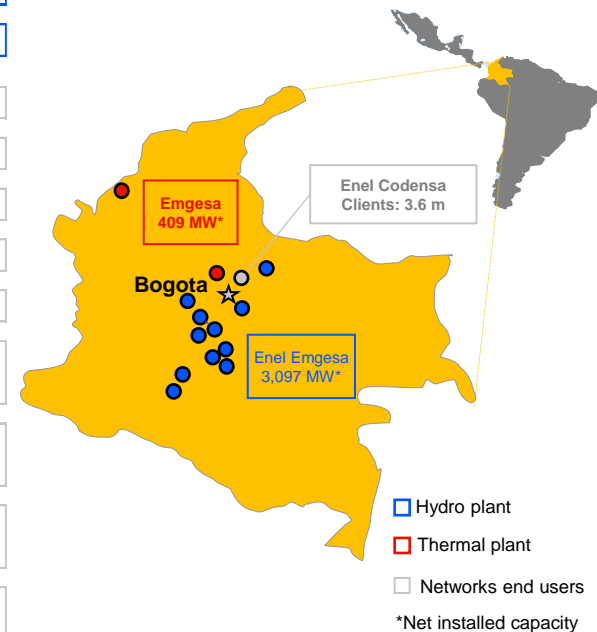 Enel Codensa
Clients: 3.6 m
Emgesa
409 MW*
Bogota
Enel Emgesa
3,097 MW*
Hydro plant
Thermal plant
Networks end users
*Net installed capacity